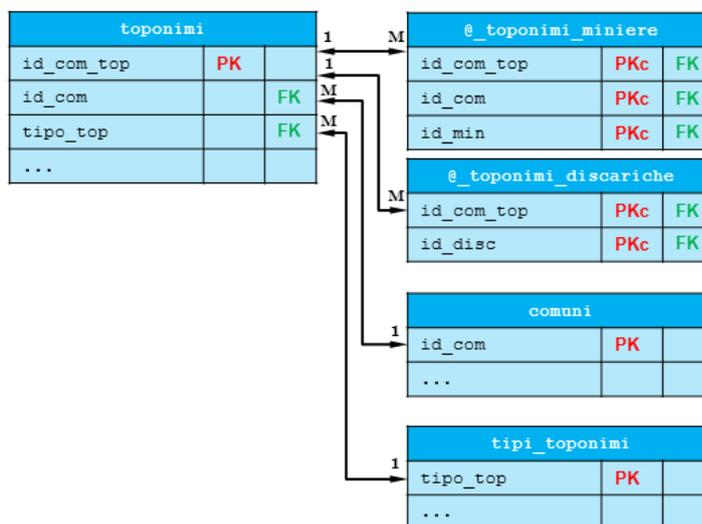 toponimi
id_com_top PK
id_com FK
tipo_top FK
...
1 M
1
M
M
M
1
1
@_toponimi_miniere
id_com_top PKc FK
id_com PKc FK
id_min PKc FK
@_toponimi_discariche
id_com_top PKc FK
id_disc PKc FK
comuni
id_com PK
...
tipi_toponimi
tipo_top PK
...